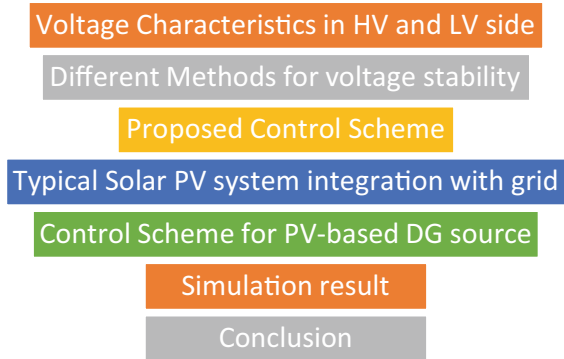 Voltage Characteristics in HV and LV side
Different Methods for voltage stability
Proposed Control Scheme
Typical Solar PV system integration with grid
Control Scheme for PV-based DG source
Simulation result
Conclusion